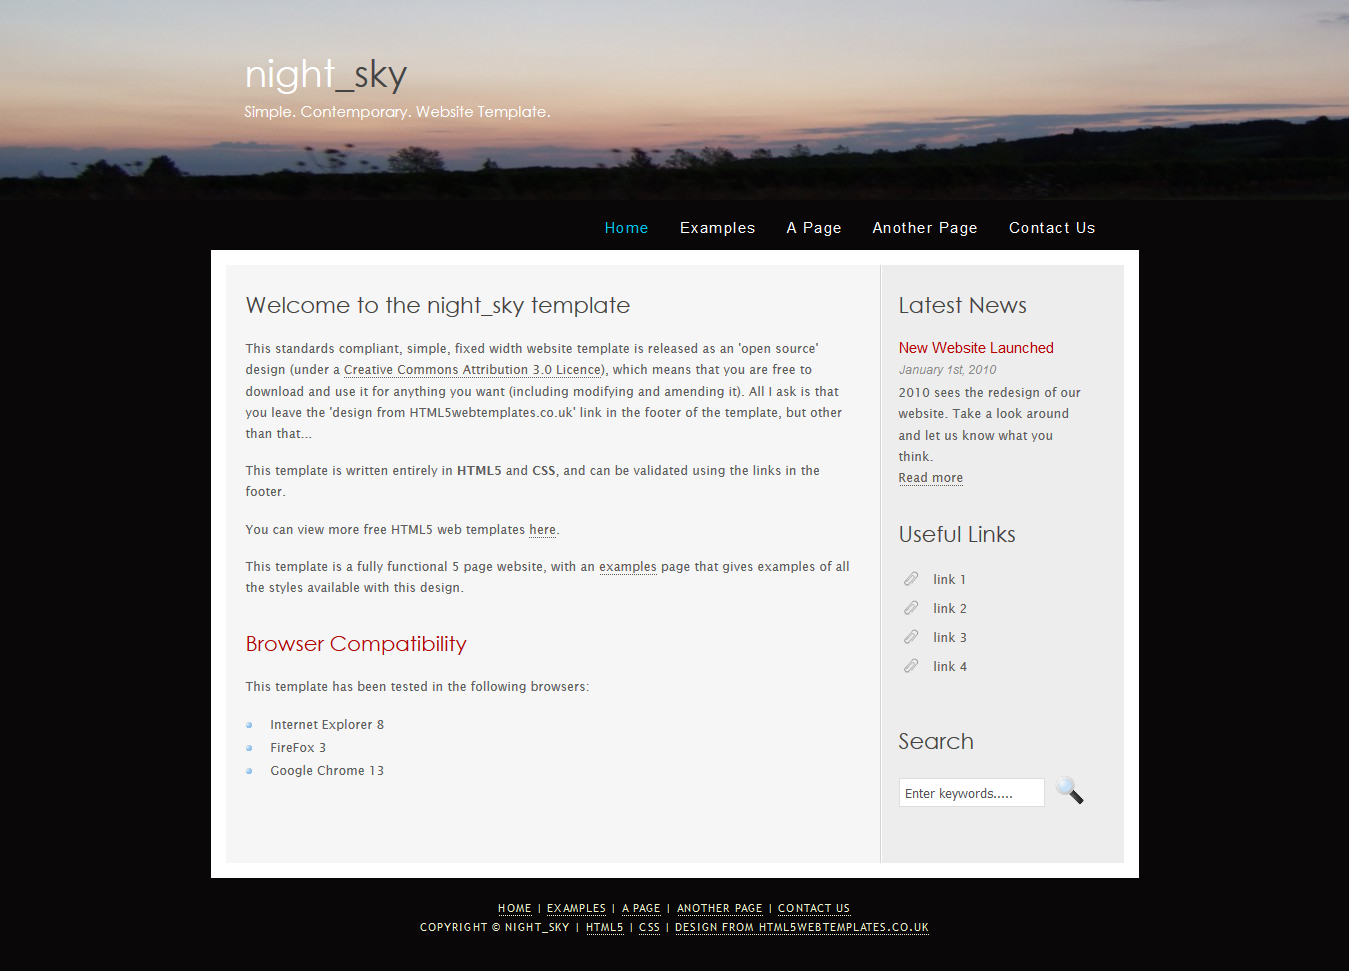 night_sky
Simple. Contemporary. Website Template.
Home Examples A Page Another Page Contact Us
Welcome to the night_sky template
This standards compliant, simple, fixed width website template is released as an 'open source'
design (under a Creative Commons Attribution 3.0 Licence), which means that you are free to
download and use it for anything you want (including modifying and amending it). All I ask is that
you leave the 'design from HTML5webtemplates.co.uk' link in the footer of the template, but other
than that...
This template is written entirely in HTML5 and CSS, and can be validated using the links in the
footer.
You can view more free HTML5 web templates here.
This template is a fully functional 5 page website, with an examples page that gives examples of all
the styles available with this design.
Browser Compatibility
This template has been tested in the following browsers:
Internet Explorer 8
FireFox 3
Google Chrome 13
Latest News
New Website Launched
January 1st, 2010
2010 sees the redesign of our
website. Take a look around
and let us know what you
think.
Read more
Useful Links
link 1
link 2
link 3
link 4
Search
Enter keywords.....
HOME | EXAMPLES | A PAGE | ANOTHER PAGE | CONTACT US
COPYRIGHT © NIGHT_SKY | HTML5 | CSS | DESIGN FROM HTML5WEBTEMPLATES.CO.UK